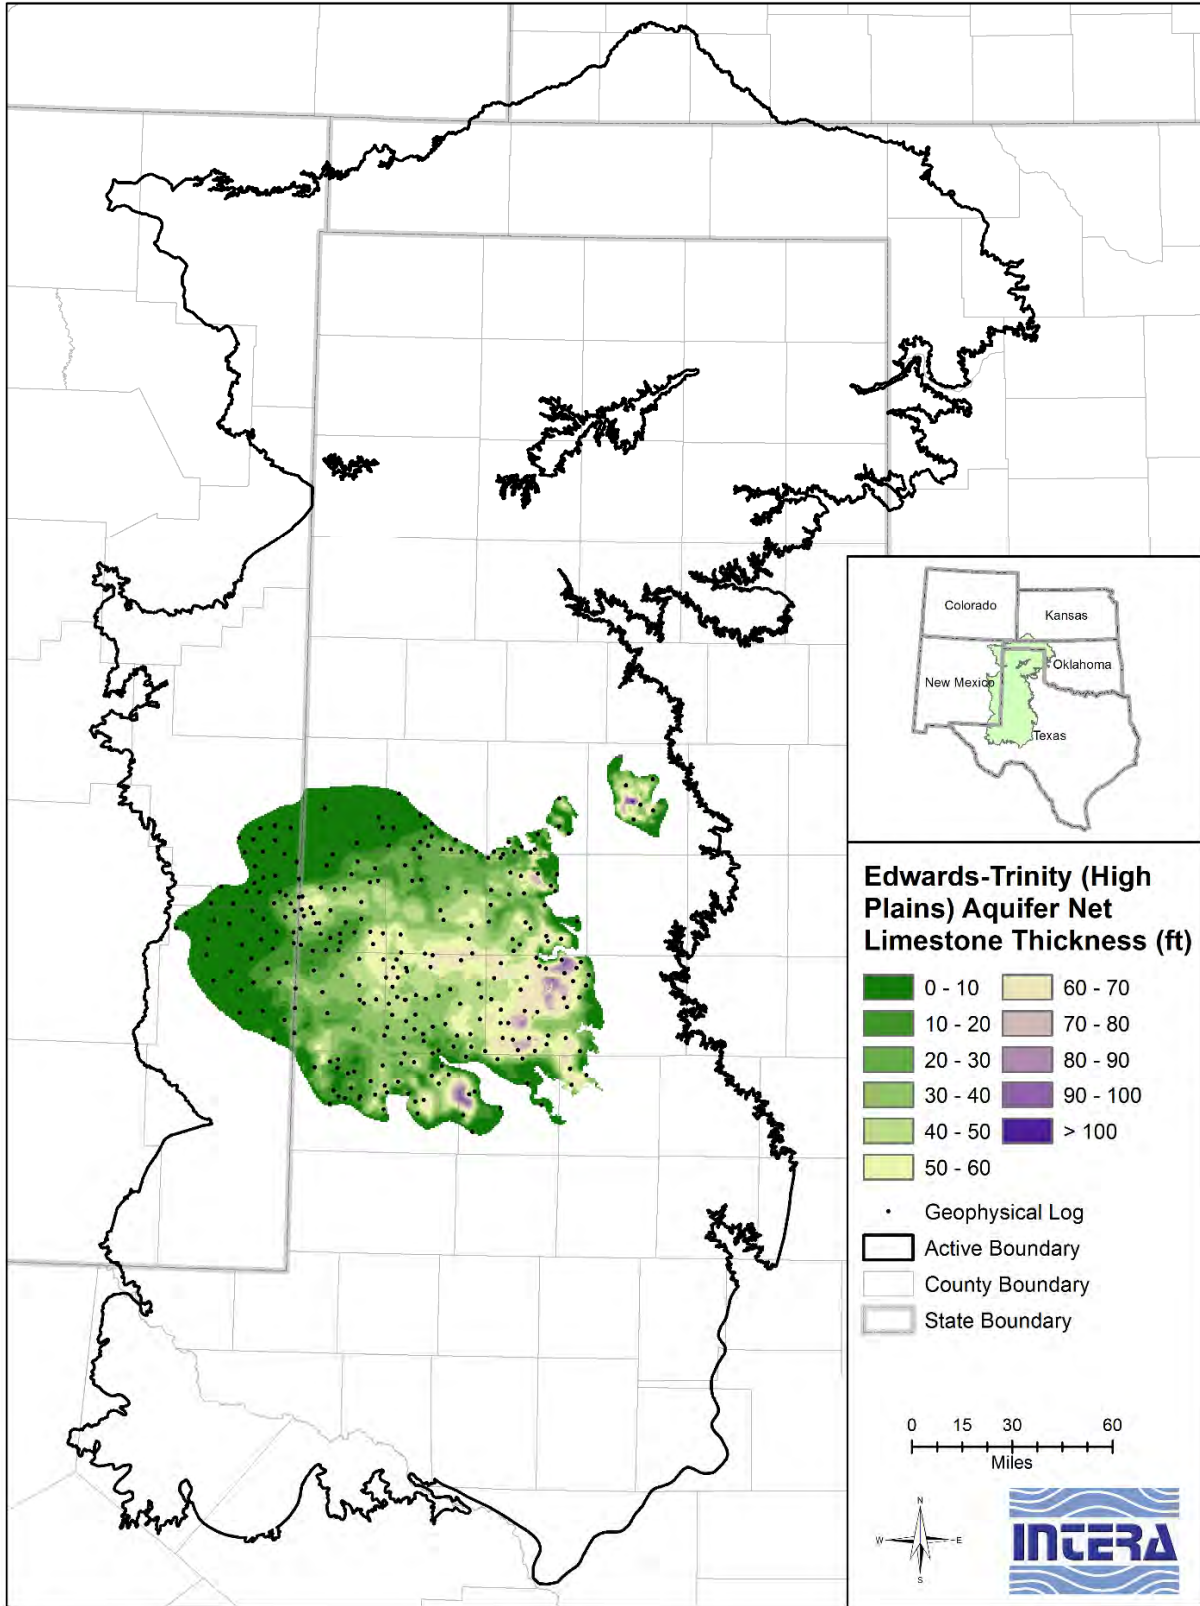 Colorado
Kansas
New Mexico
Oklahoma
Texas
Edwards-Trinity (High
Plains) Aquifer Net
Limestone Thickness (ft)
0 - 10
60 - 70
10 - 20
70 - 80
20 - 30
80 - 90
30 - 40
90 - 100
40 - 50
> 100
50 - 60
Geophysical Log
Active Boundary
County Boundary
State Boundary
0 15 30 60
Miles
N
W E
S
INTERA